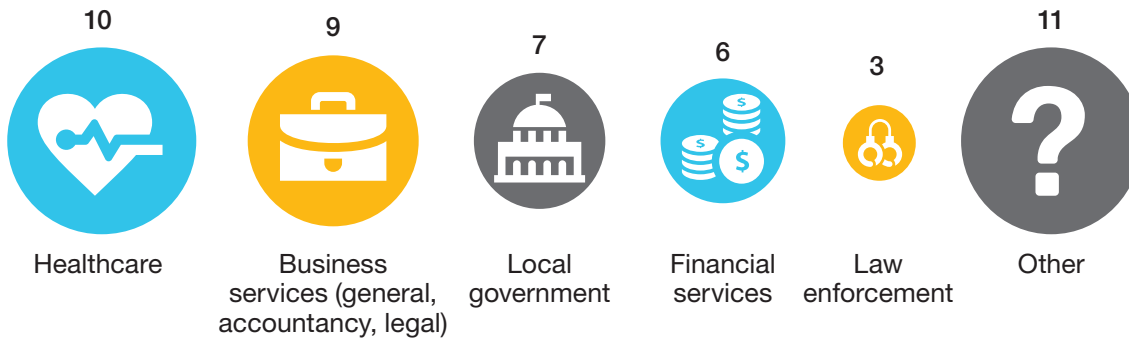 10
9
7
6
3
11
$
$
$
?
Healthcare
Business
services (general,
accountancy, legal)
Local
government
Financial
services
Law
enforcement
Other